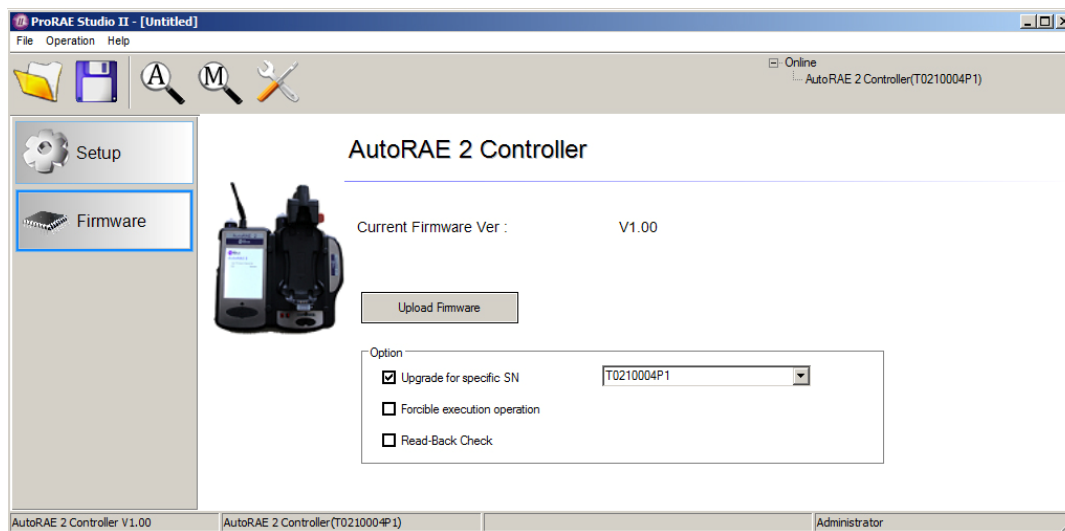 ProRAE Studio II - [Untitled]
File Operation Help
A M
Online
AutoRAE 2 Controller(T0210004P1)
Setup
Firmware
AutoRAE 2 Controller
Current Firmware Ver : V1.00
Upload Firmware
Option
Upgrade for specific SN T0210004P1
Forcible execution operation
Read-Back Check
AutoRAE 2 Controller V1.00 AutoRAE 2 Controller(T0210004P1) Administrator